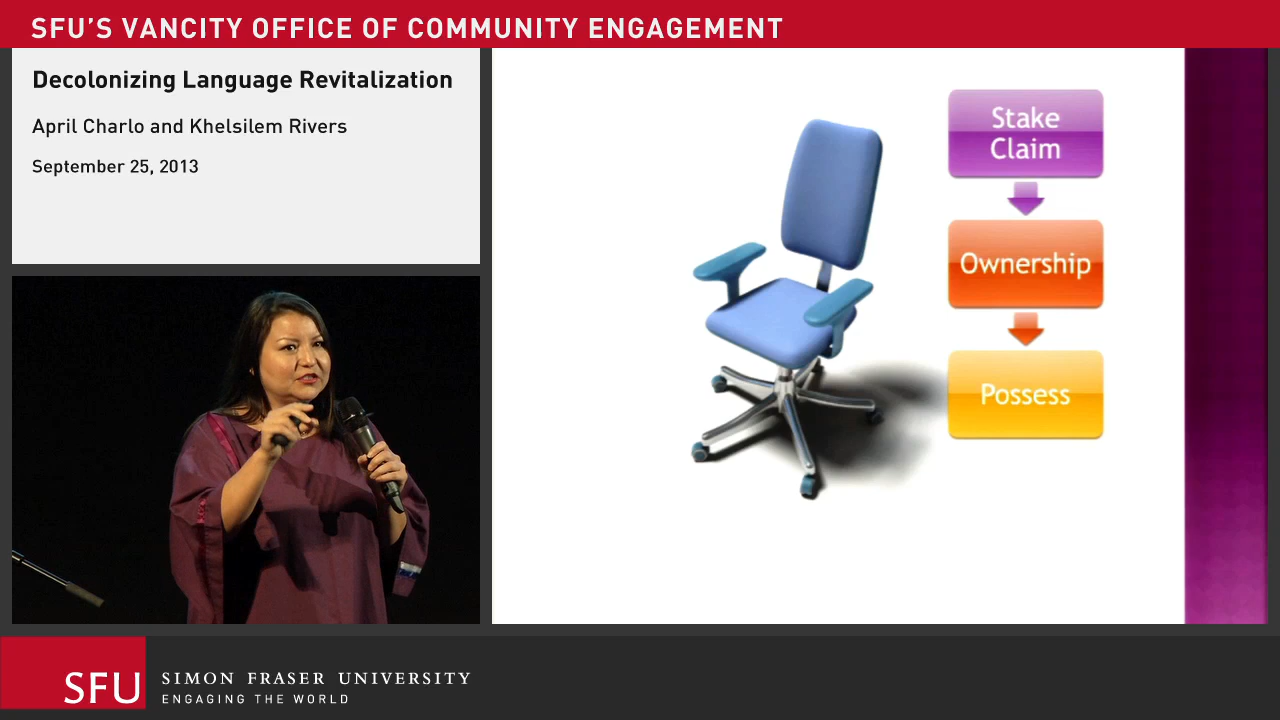 SFU'S VANCITY OFFICE OF COMMUNITY ENGAGEMENT
Decolonizing Language Revitalization
April Charlo and Khelsilem Rivers
September 25, 2013
Stake
Claim
Ownership
Possess
SFU
SIMON FRASER UNIVERSITY
ENGAGING THE WORLD